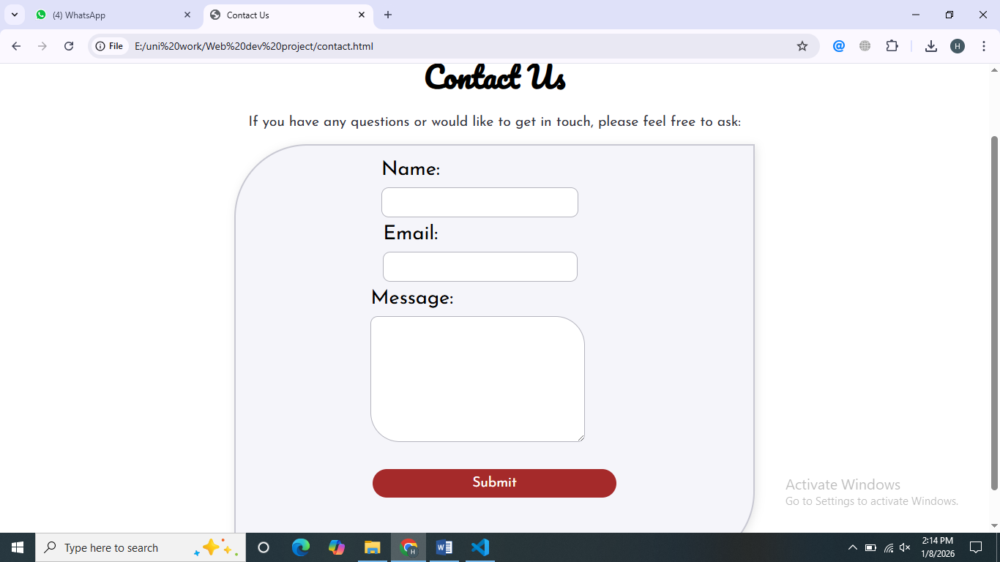 (4) WhatsApp
Contact Us
File
E:/uni%20work/Web%20dev%20project/contact.html
H
Contact Us
If you have any questions or would like to get in touch, please feel free to ask:
Name:
Email:
Message:
Submit
Activate Windows
Go to Settings to activate Windows.
Type here to search
H
W
2:14 PM
1/8/2026